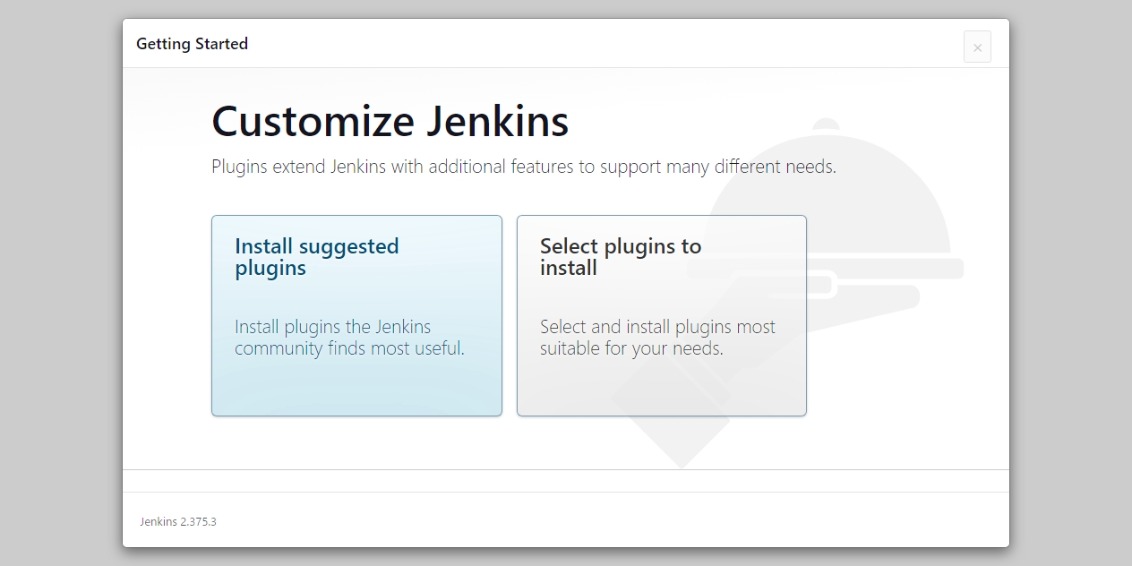 Getting Started
×
Customize Jenkins
Plugins extend Jenkins with additional features to support many different needs.
Install suggested
plugins
Install plugins the Jenkins
community finds most useful.
Select plugins to
install
Select and install plugins most
suitable for your needs.
Jenkins 2.375.3